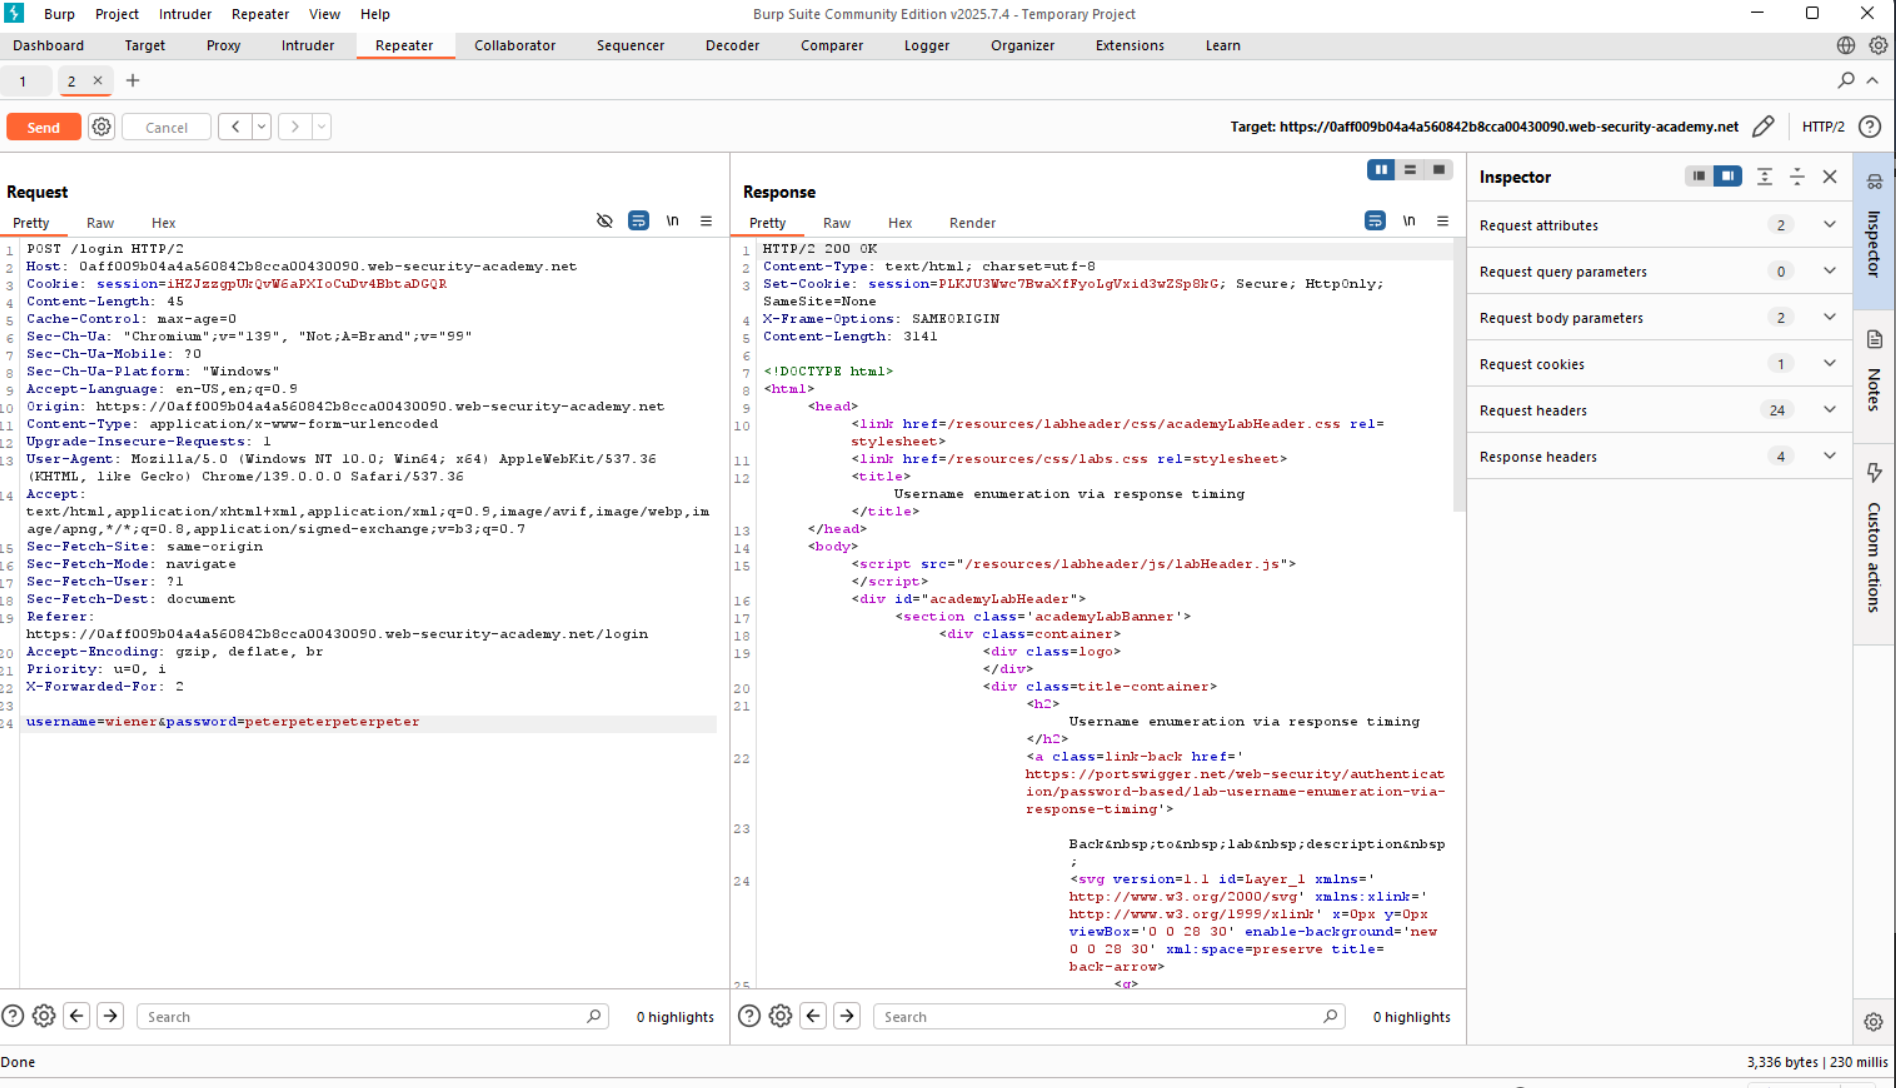 Burp Project Intruder Repeater View Help
Burp Suite Community Edition v2025.7.4 - Temporary Project
Dashboard Target Proxy Intruder Repeater Collaborator Sequencer Decoder Comparer Logger Organizer Extensions Learn
1 2 × +
Send Cancel
Target: https://0aff009b04a4a560842b8cca00430090.web-security-academy.net HTTP/2
Request
Pretty Raw Hex
\n
1 POST /login HTTP/2
2 Host: 0aff009b04a4a560842b8cca00430090.web-security-academy.net
3 Cookie: session=iHZJzzgpUkQvW6aPXIoCuDv4BbtaDGQR
4 Content-Length: 45
5 Cache-Control: max-age=0
6 Sec-Ch-Ua: "Chromium";v="139", "Not;A=Brand";v="99"
7 Sec-Ch-Ua-Mobile: ?0
8 Sec-Ch-Ua-Platform: "Windows"
9 Accept-Language: en-US,en;q=0.9
10 Origin: https://0aff009b04a4a560842b8cca00430090.web-security-academy.net
11 Content-Type: application/x-www-form-urlencoded
12 Upgrade-Insecure-Requests: 1
13 User-Agent: Mozilla/5.0 (Windows NT 10.0; Win64; x64) AppleWebKit/537.36
(KHTML, like Gecko) Chrome/139.0.0.0 Safari/537.36
14 Accept:
text/html,application/xhtml+xml,application/xml;q=0.9,image/avif,image/webp,im
age/apng,*/*;q=0.8,application/signed-exchange;v=b3;q=0.7
15 Sec-Fetch-Site: same-origin
16 Sec-Fetch-Mode: navigate
17 Sec-Fetch-User: ?1
18 Sec-Fetch-Dest: document
19 Referer:
https://0aff009b04a4a560842b8cca00430090.web-security-academy.net/login
20 Accept-Encoding: gzip, deflate, br
21 Priority: u=0, i
22 X-Forwarded-For: 2
23
24 username=wiener&password=peterpeterpeterpeter
Search
0 highlights
Response
Pretty Raw Hex Render
\n
1 HTTP/2 200 OK
2 Content-Type: text/html; charset=utf-8
3 Set-Cookie: session=PLKJU3Wwc7BwaXfFyoLgVxid3wZSp8kG; Secure; HttpOnly;
SameSite=None
4 X-Frame-Options: SAMEORIGIN
5 Content-Length: 3141
6
7 <!DOCTYPE html>
8 <html>
9 <head>
10 <link href=/resources/labheader/css/academyLabHeader.css rel=
stylesheet>
11 <link href=/resources/css/labs.css rel=stylesheet>
12 <title>
Username enumeration via response timing
</title>
13 </head>
14 <body>
15 <script src="/resources/labheader/js/labHeader.js">
</script>
16 <div id="academyLabHeader">
17 <section class='academyLabBanner'>
18 <div class=container>
19 <div class=logo>
</div>
20 <div class=title-container>
21 <h2>
Username enumeration via response timing
</h2>
22 <a class=link-back href='
https://portswigger.net/web-security/authenticat
ion/password-based/lab-username-enumeration-via-
response-timing'>
23
Back&nbsp;to&nbsp;lab&nbsp;description&nbsp
;
24 <svg version=1.1 id=Layer_1 xmlns='
http://www.w3.org/2000/svg' xmlns:xlink='
http://www.w3.org/1999/xlink' x=0px y=0px
viewBox='0 0 28 30' enable-background='new
0 0 28 30' xml:space=preserve title=
back-arrow>
25 <g>
Search
0 highlights
Inspector
Request attributes 2
Request query parameters 0
Request body parameters 2
Request cookies 1
Request headers 24
Response headers 4
Inspector
Notes
Custom actions
Done
3,336 bytes | 230 millis